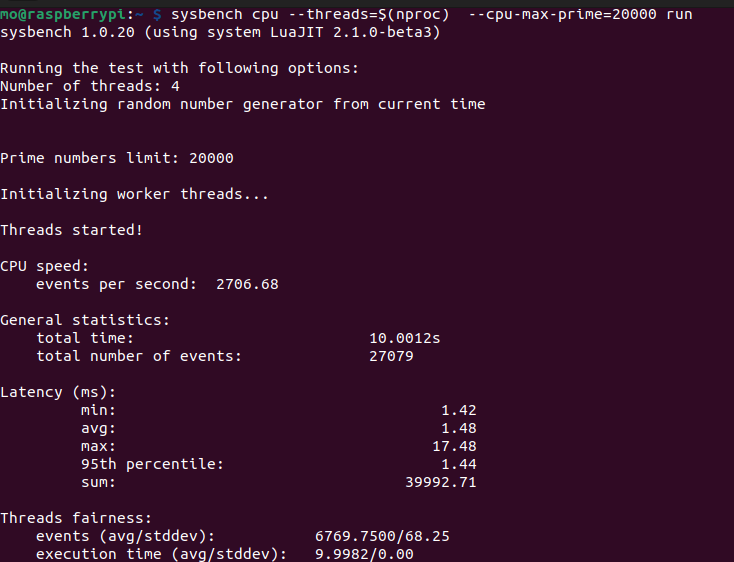 mo@raspberrypi:~ $ sysbench cpu --threads=$(nproc)  --cpu-max-prime=20000 run
sysbench 1.0.20 (using system LuaJIT 2.1.0-beta3)

Running the test with following options:
Number of threads: 4
Initializing random number generator from current time


Prime numbers limit: 20000

Initializing worker threads...

Threads started!

CPU speed:
    events per second:  2706.68

General statistics:
    total time:                          10.0012s
    total number of events:              27079

Latency (ms):
         min:                                    1.42
         avg:                                    1.48
         max:                                   17.48
         95th percentile:                        1.44
         sum:                                39992.71

Threads fairness:
    events (avg/stddev):           6769.7500/68.25
    execution time (avg/stddev):   9.9982/0.00